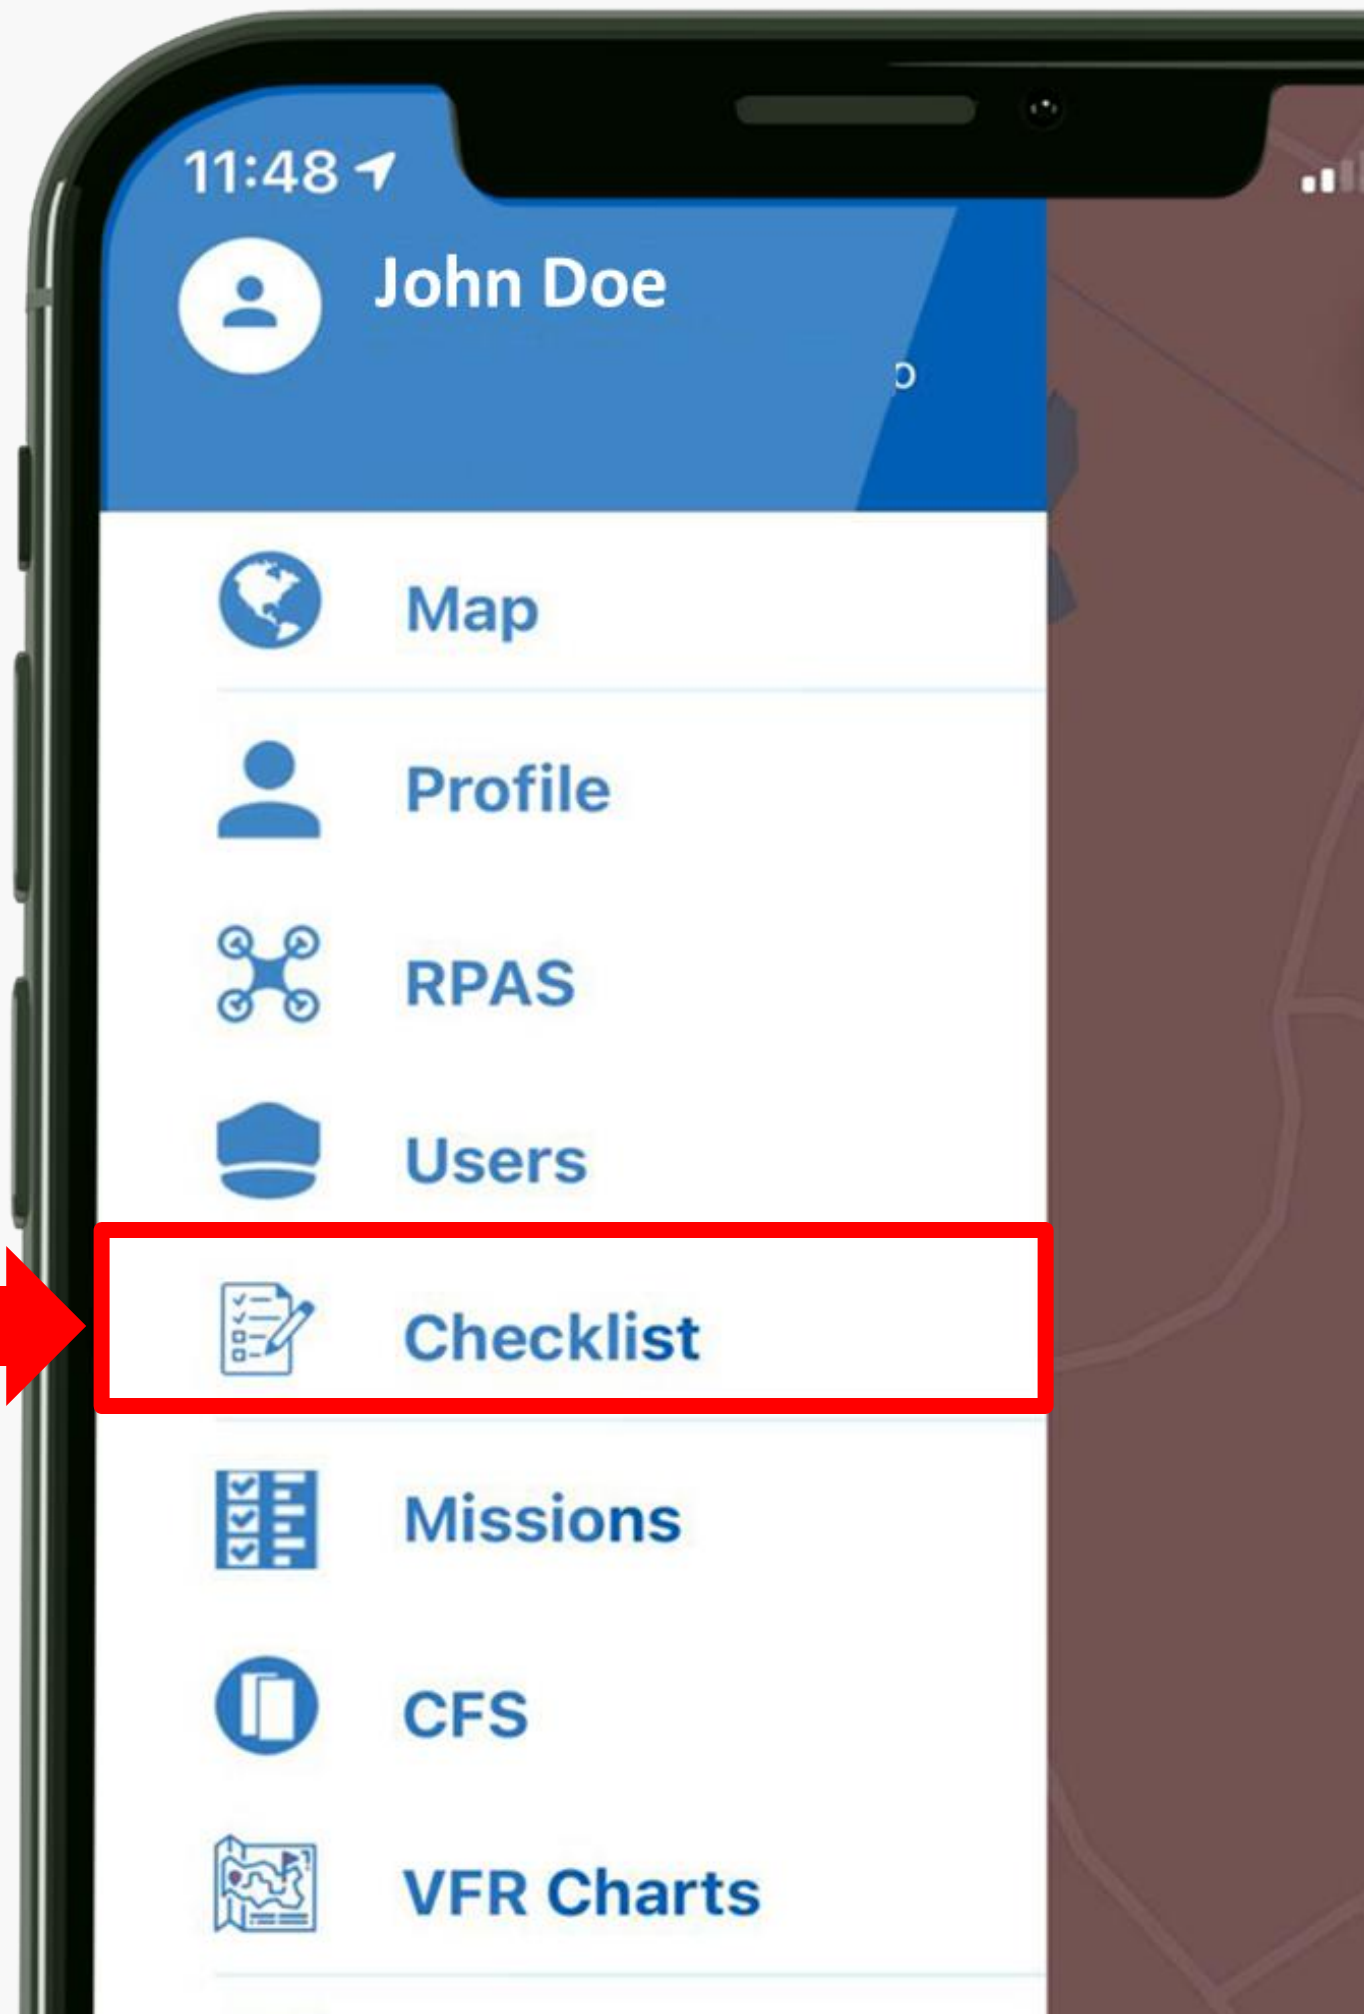 11:48
John Doe
o
Map
Profile
RPAS
Users
Checklist
Missions
CFS
VFR Charts